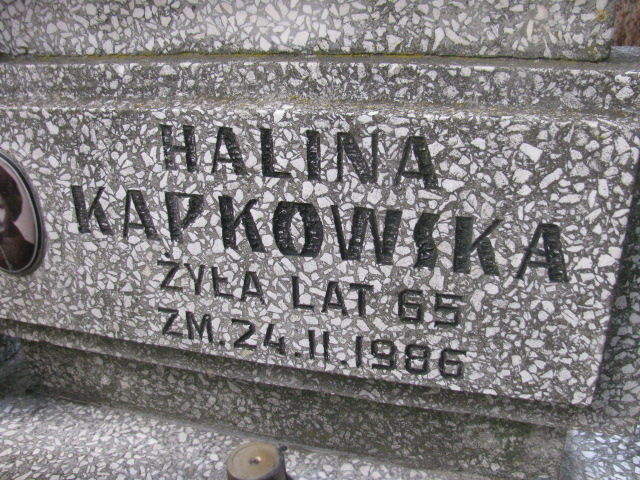 HALINA
KAPKOWSKA
ŻYŁA LAT 65
ZM. 24.11.1986